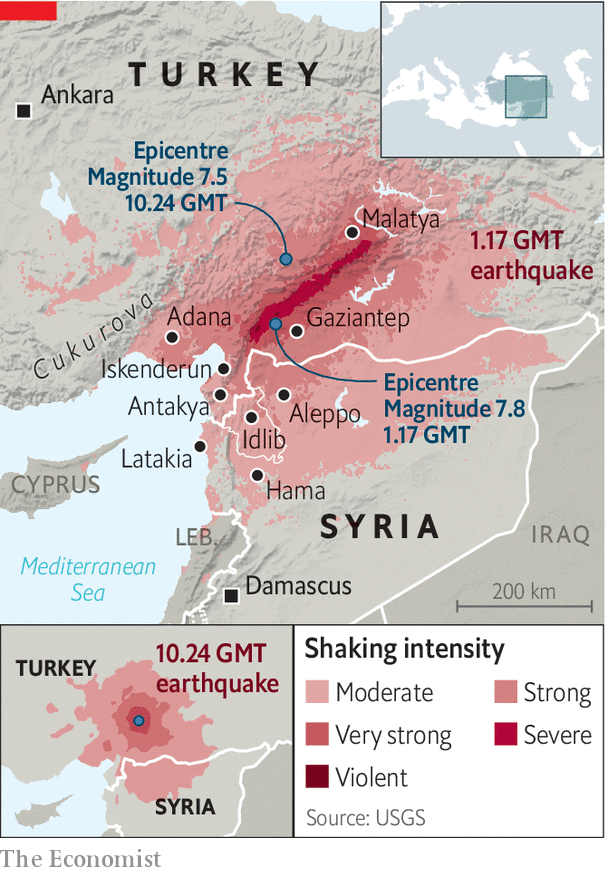 TURKEY
Ankara
Epicentre
Magnitude 7.5
10.24 GMT
Malatya
1.17 GMT
earthquake
Cukurova
Adana
Gaziantep
Iskenderun
Epicentre
Magnitude 7.8
1.17 GMT
Antakya
Aleppo
Idlib
Latakia
CYPRUS
Hama
SYRIA
LEB.
IRAQ
Mediterranean
Sea
Damascus
200 km
10.24 GMT
earthquake
TURKEY
SYRIA
Shaking intensity
Moderate
Strong
Very strong
Severe
Violent
Source: USGS
The Economist